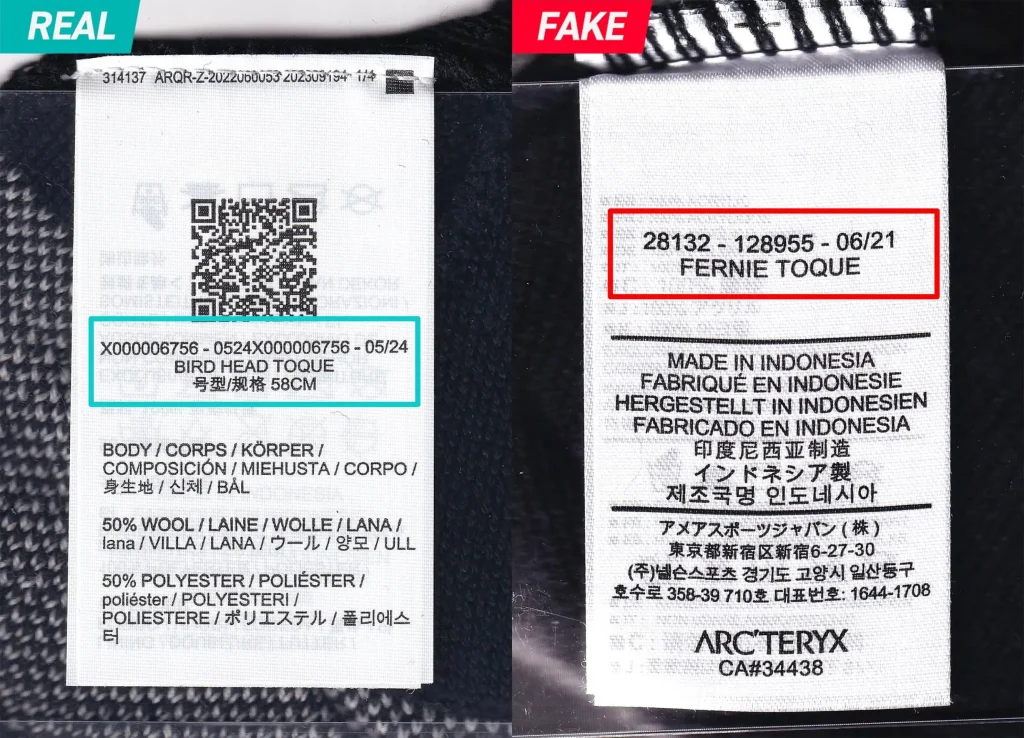 REAL
314137 ARQR-Z-2022060053 202309194 1/4
X000006756 - 0524X000006756 - 05/24
BIRD HEAD TOQUE
号型/规格 58CM
BODY / CORPS / KÖRPER /
COMPOSICIÓN / MIEHUSTA / CORPO /
身生地 / 신체 / BÅL
50% WOOL / LAINE / WOLLE / LANA /
lana / VILLA / LANA / ウール / 양모 / ULL
50% POLYESTER / POLIÉSTER /
poliéster / POLYESTERI /
POLIESTERE / ポリエステル / 폴리에스
터
FAKE
28132 - 128955 - 06/21
FERNIE TOQUE
MADE IN INDONESIA
FABRIQUÉ EN INDONESIE
HERGESTELLT IN INDONESIEN
FABRICADO EN INDONESIA
印度尼西亚制造
インドネシア製
제조국명 인도네시아
アメアスポーツジャパン ( 株 )
東京都新宿区新宿6-27-30
(주)넬슨스포츠 경기도 고양시 일산동구
호수로 358-39 710호 대표번호: 1644-1708
ARC'TERYX
CA#34438